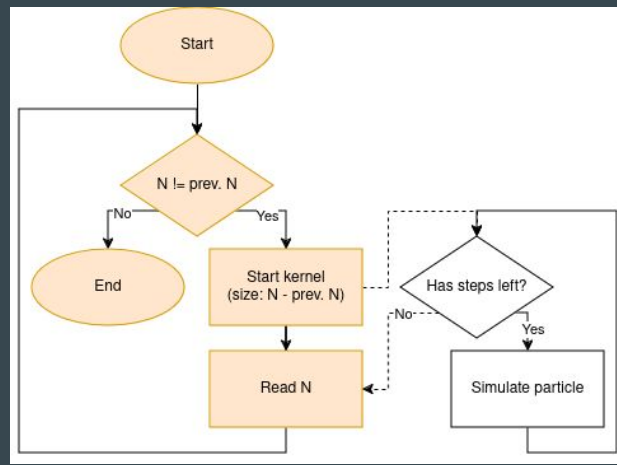 Start
N != prev. N
No
Yes
End
Start kernel
(size: N - prev. N)
Has steps left?
No
Yes
Read N
Simulate particle